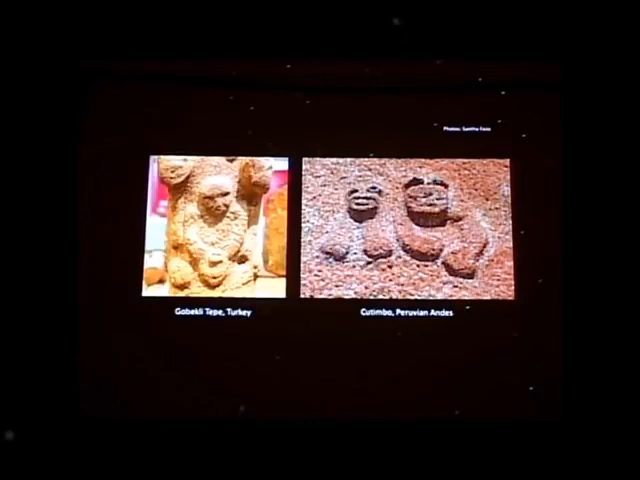 Photos: Santha Faiia
Gobekli Tepe, Turkey
Cutimbo, Peruvian Andes